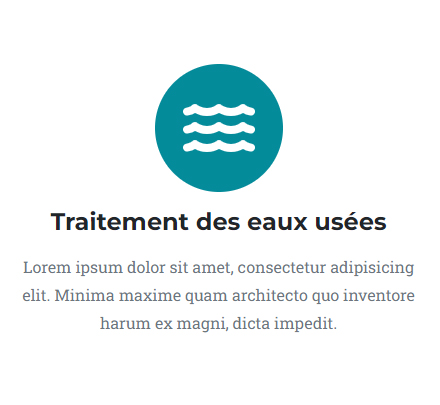 Traitement des eaux usées
Lorem ipsum dolor sit amet, consectetur adipisicing
elit. Minima maxime quam architecto quo inventore
harum ex magni, dicta impedit.